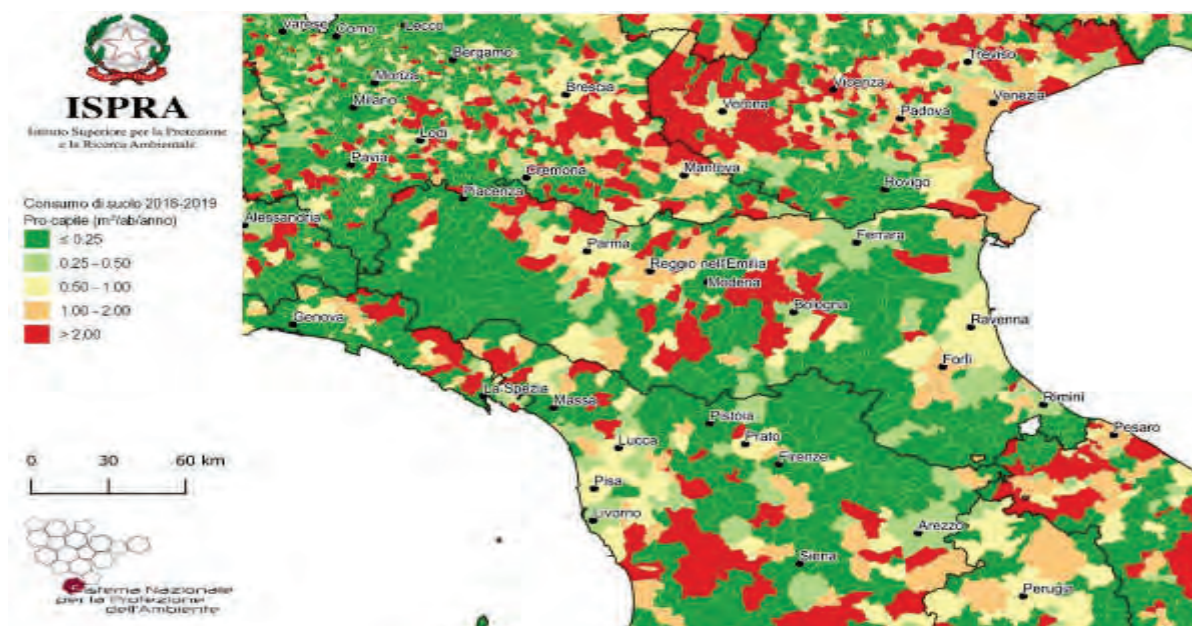 ISPRA
Istituto Superiore per la Protezione
e la Ricerca Ambientale
Consumo di suolo 2018-2019
Pro-capite (m²/ab/anno)
≤ 0.25
0.25 - 0.50
0.50 - 1.00
1.00 - 2.00
> 2.00
0 30 60 km
Sistema Nazionale
per la Protezione
dell'Ambiente
Varese
Como
Lecco
Bergamo
Monza
Milano
Brescia
Lodi
Pavia
Cremona
Mantova
Piacenza
Alessandria
Verona
Vicenza
Treviso
Padova
Venezia
Rovigo
Parma
Reggio nell'Emilia
Modena
Ferrara
Bologna
Ravenna
Genova
Forlì
La Spezia
Massa
Rimini
Pistoia
Pesaro
Lucca
Prato
Firenze
Pisa
Livorno
Arezzo
Siena
Perugia